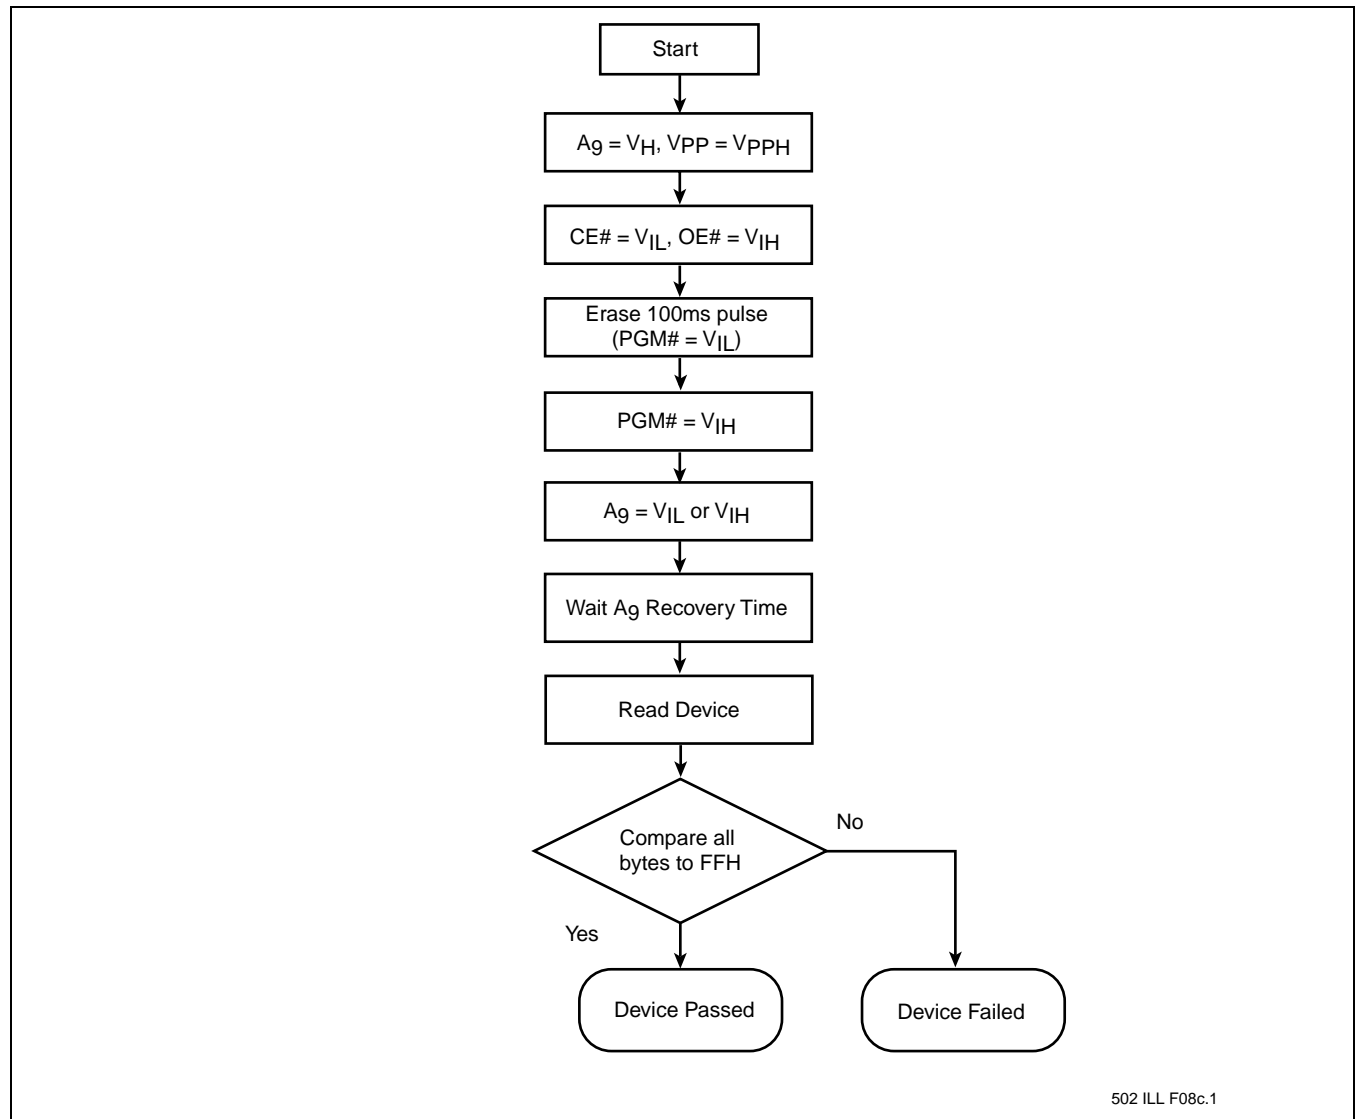 Start
A9 = VH, VPP = VPPH
CE# = VIL, OE# = VIH
Erase 100ms pulse
(PGM# = VIL)
PGM# = VIH
A9 = VIL or VIH
Wait A9 Recovery Time
Read Device
Compare all
bytes to FFH
No
Yes
Device Passed
Device Failed
502 ILL F08c.1